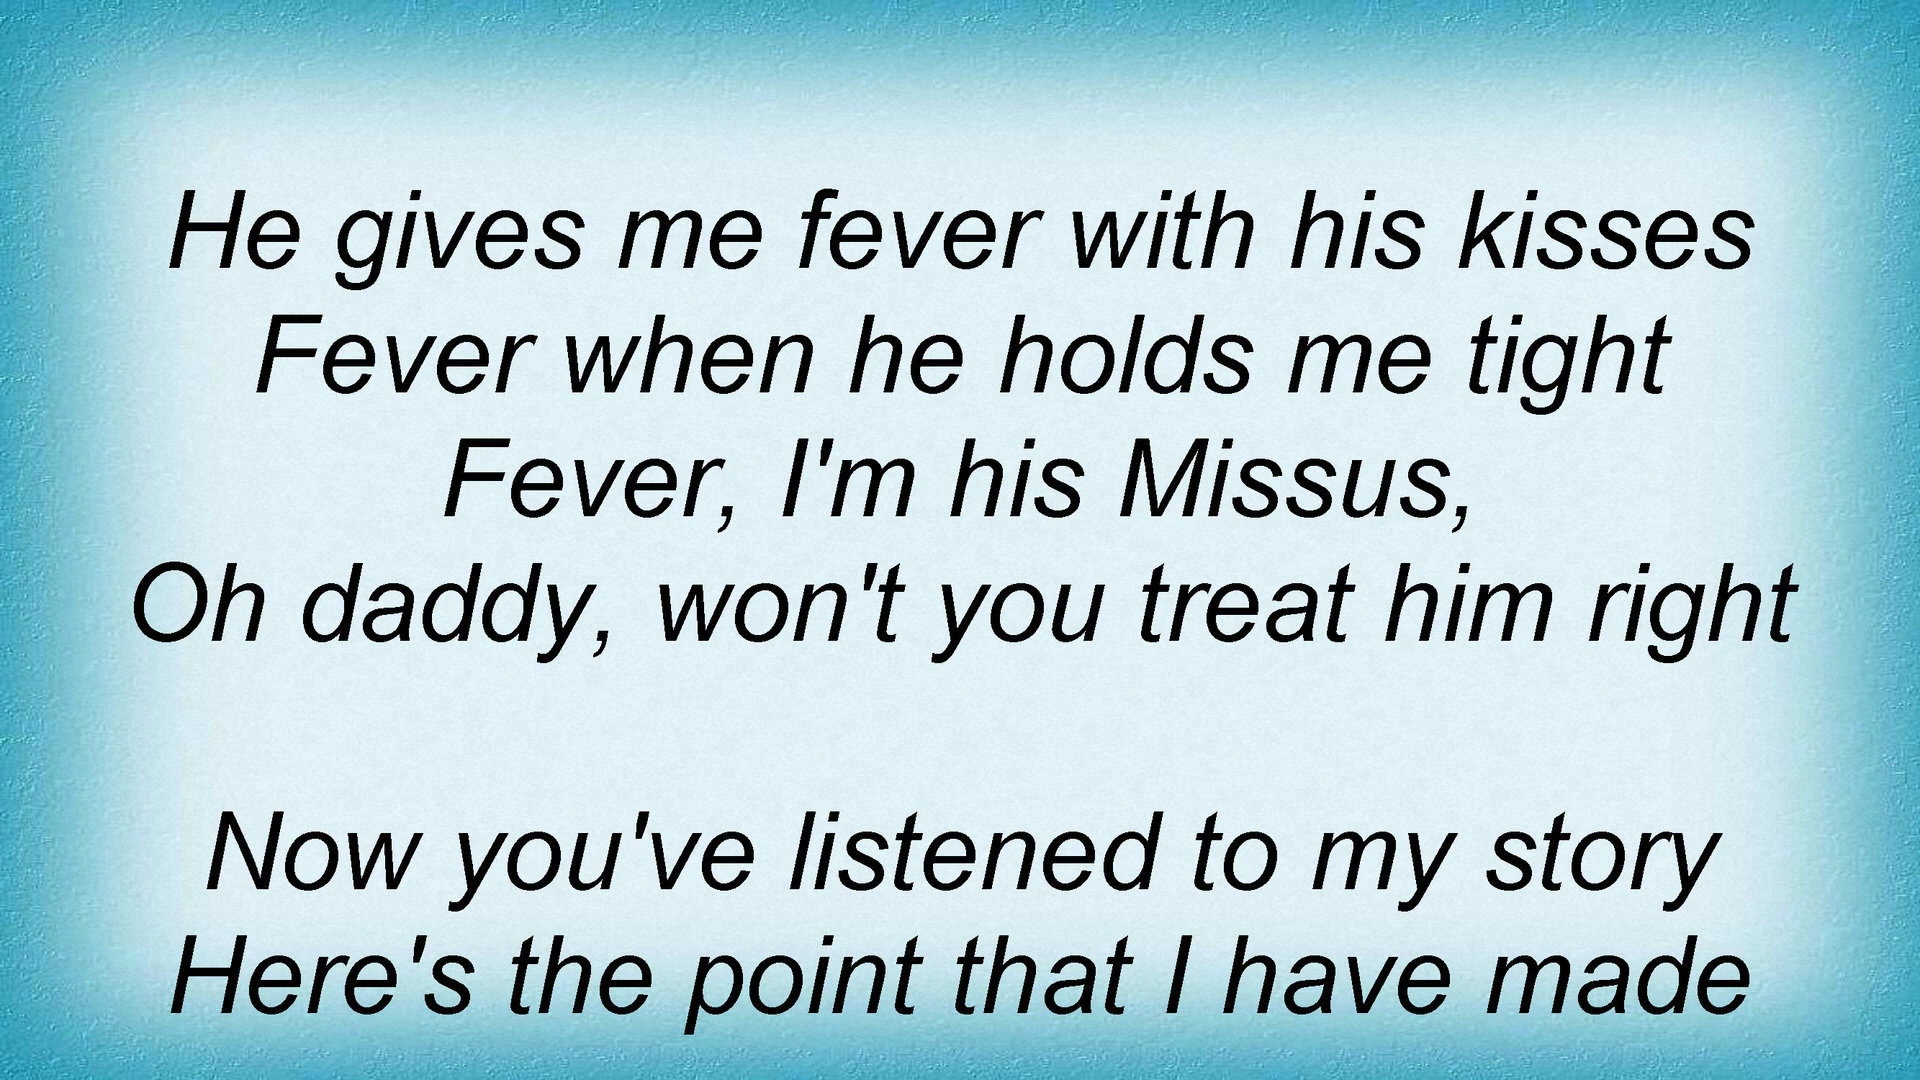 He gives me fever with his kisses
Fever when he holds me tight
Fever, I'm his Missus,
Oh daddy, won't you treat him right
Now you've listened to my story
Here's the point that I have made